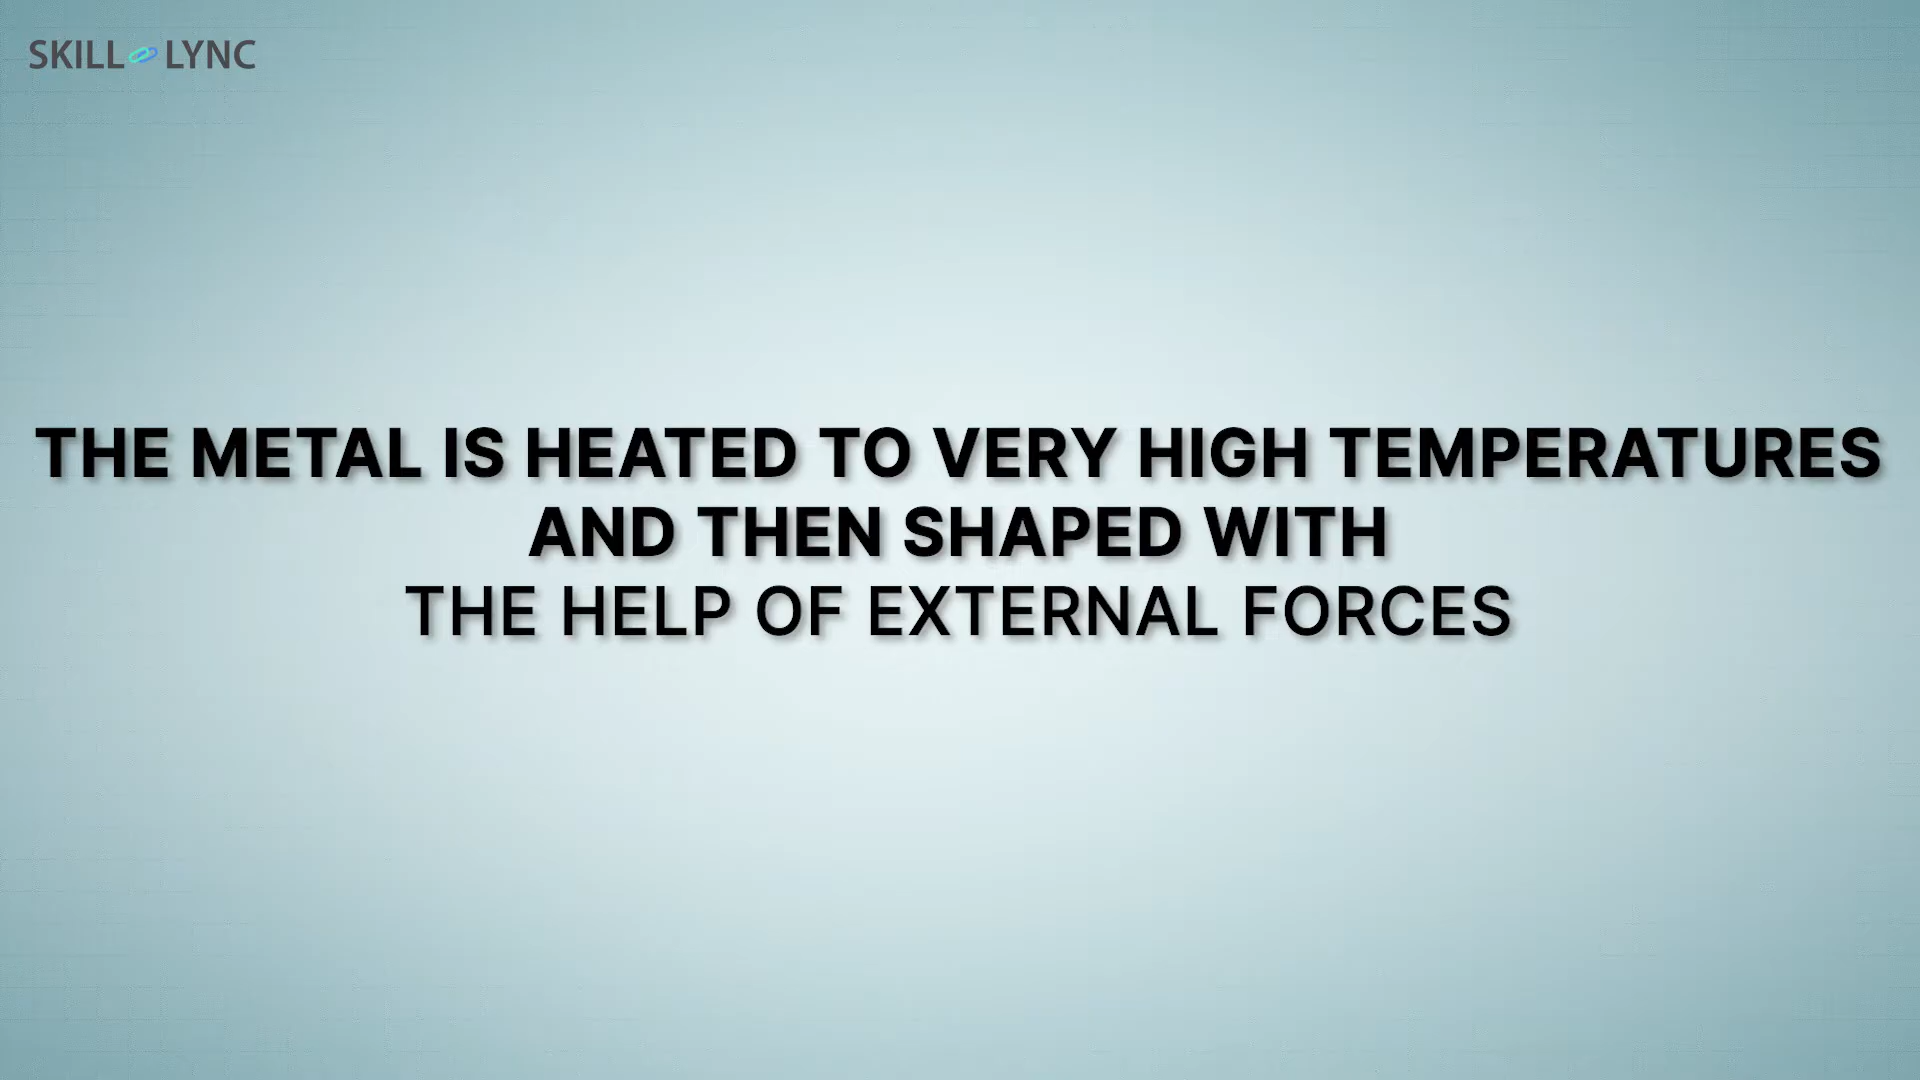 SKILL LYNC
THE METAL IS HEATED TO VERY HIGH TEMPERATURES
AND THEN SHAPED WITH
THE HELP OF EXTERNAL FORCES